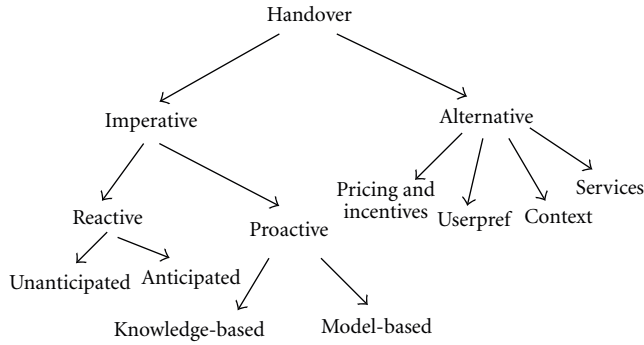 Handover
Imperative
Alternative
Pricing and
incentives
Userpref
Context
Services
Reactive
Proactive
Unanticipated
Anticipated
Knowledge-based
Model-based